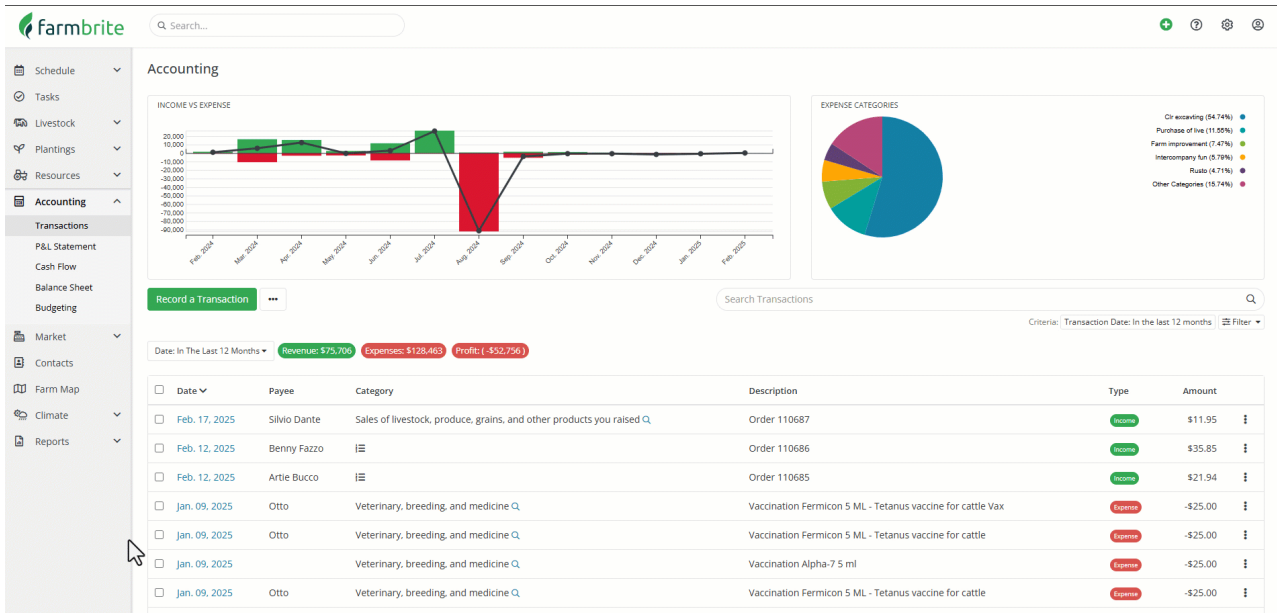 farmbrite
Search...
Schedule
Tasks
Livestock
Plantings
Resources
Accounting
Transactions
P&L Statement
Cash Flow
Balance Sheet
Budgeting
Market
Contacts
Farm Map
Climate
Reports
Accounting
INCOME VS EXPENSE
20,000
10,000
0
-10,000
-20,000
-30,000
-40,000
-50,000
-60,000
-70,000
-80,000
-90,000
Feb. 2024 Mar. 2024 Apr. 2024 May. 2024 Jun. 2024 Jul. 2024 Aug. 2024 Sep. 2024 Oct. 2024 Nov. 2024 Dec. 2024 Jan. 2025 Feb. 2025
EXPENSE CATEGORIES
Clr excavting (54.74%)
Purchase of live (11.55%)
Farm improvement (7.47%)
Intercompany fun (5.79%)
Rusto (4.71%)
Other Categories (15.74%)
Record a Transaction
Search Transactions
Criteria: Transaction Date: In the last 12 months Filter
Date: In The Last 12 Months Revenue: $75,706 Expenses: $128,463 Profit: ( -$52,756 )
Date Payee Category Description Type Amount
Feb. 17, 2025 Silvio Dante Sales of livestock, produce, grains, and other products you raised Order 110687 Income $11.95
Feb. 12, 2025 Benny Fazzo Order 110686 Income $35.85
Feb. 12, 2025 Artie Bucco Order 110685 Income $21.94
Jan. 09, 2025 Otto Veterinary, breeding, and medicine Vaccination Fermicon 5 ML - Tetanus vaccine for cattle Vax Expense -$25.00
Jan. 09, 2025 Otto Veterinary, breeding, and medicine Vaccination Fermicon 5 ML - Tetanus vaccine for cattle Expense -$25.00
Jan. 09, 2025 Veterinary, breeding, and medicine Vaccination Alpha-7 5 ml Expense -$25.00
Jan. 09, 2025 Otto Veterinary, breeding, and medicine Vaccination Fermicon 5 ML - Tetanus vaccine for cattle Expense -$25.00